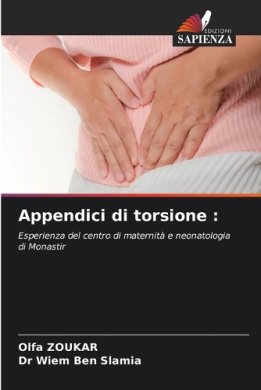 EDIZIONI
SAPIENZA
Appendici di torsione :
Esperienza del centro di maternità e neonatologia
di Monastir
Olfa ZOUKAR
Dr Wiem Ben Slamia